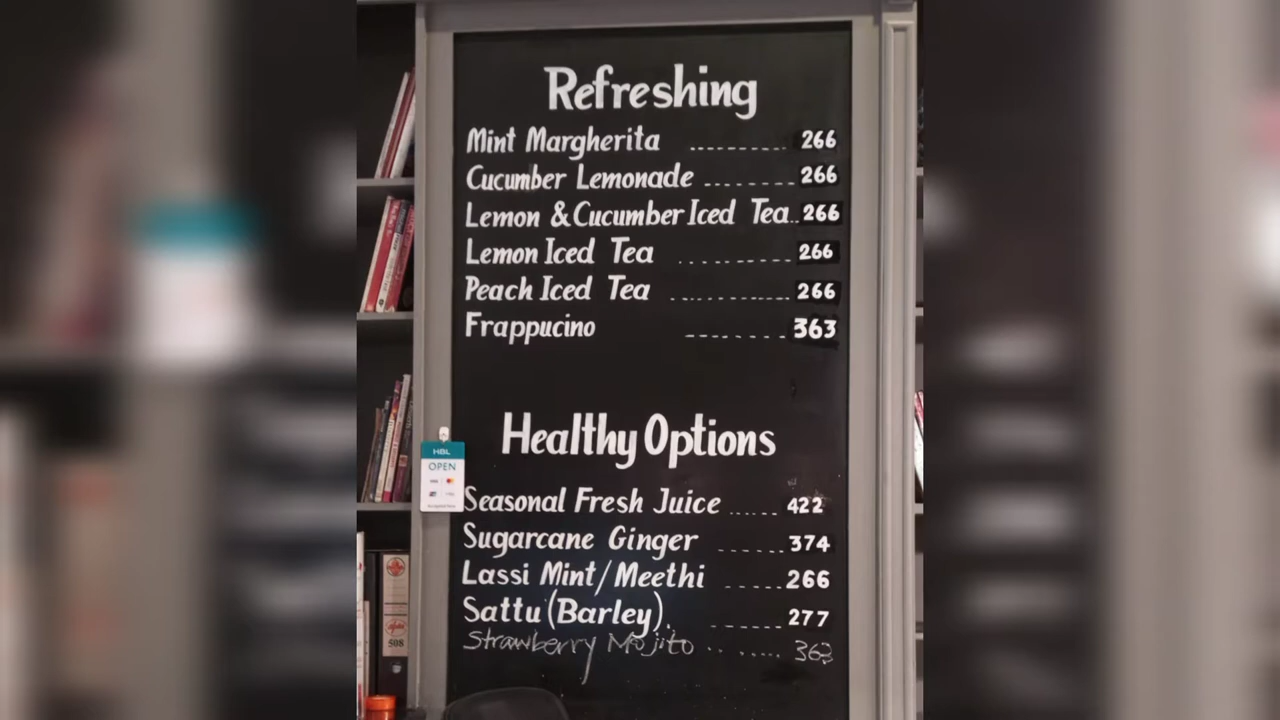 Refreshing
Mint Margherita ......... 266
Cucumber Lemonade ........ 266
Lemon & Cucumber Iced Tea.. 266
Lemon Iced Tea ......... 266
Peach Iced Tea ........... 266
Frappucino ......... 363
Healthy Options
HBL
OPEN
Seasonal Fresh Juice ...... 422
Sugarcane Ginger ....... 374
Lassi Mint/Meethi ...... 266
Sattu (Barley). ........ 277
Strawberry Mojito ........ 363
508